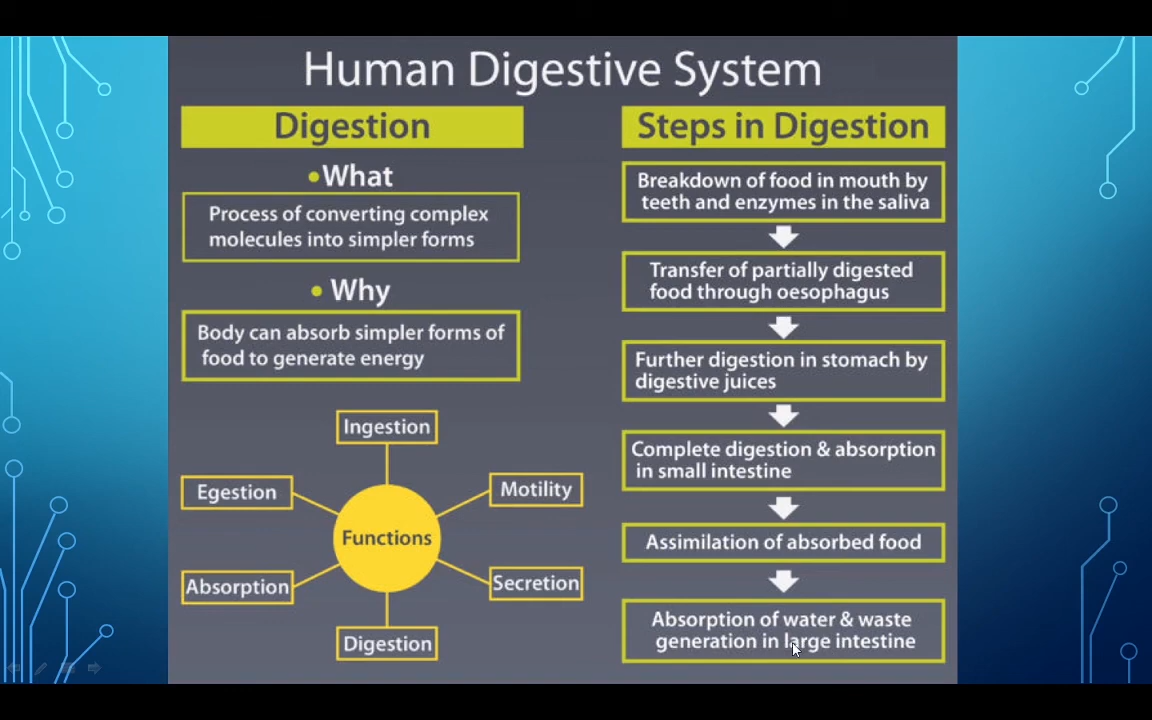 Human Digestive System
Digestion
•What
Process of converting complex
molecules into simpler forms
• Why
Body can absorb simpler forms of
food to generate energy
Ingestion
Egestion
Motility
Functions
Absorption
Secretion
Digestion
Steps in Digestion
Breakdown of food in mouth by
teeth and enzymes in the saliva
Transfer of partially digested
food through oesophagus
Further digestion in stomach by
digestive juices
Complete digestion & absorption
in small intestine
Assimilation of absorbed food
Absorption of water & waste
generation in large intestine